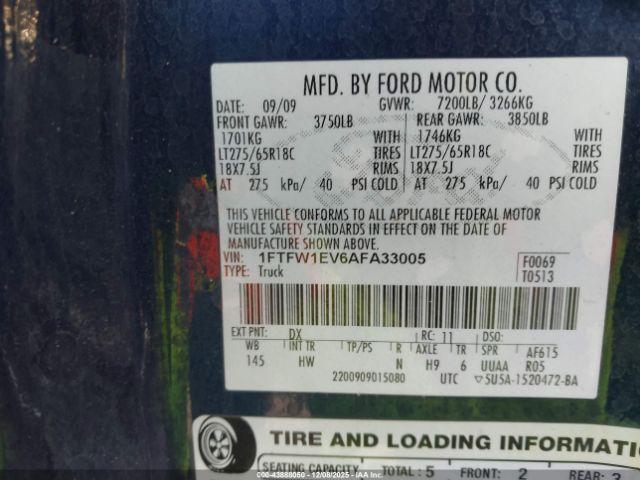 MFD. BY FORD MOTOR CO.
DATE: 09/09 GVWR: 7200LB/ 3266KG
FRONT GAWR: 3750LB REAR GAWR: 3850LB
1701KG WITH 1746KG WITH
LT275/65R18C TIRES LT275/65R18C TIRES
18X7.5J RIMS 18X7.5J RIMS
AT 275 kPa/ 40 PSI COLD AT 275 kPa/ 40 PSI COLD
THIS VEHICLE CONFORMS TO ALL APPLICABLE FEDERAL MOTOR
VEHICLE SAFETY STANDARDS IN EFFECT ON THE DATE OF
MANUFACTURE SHOWN ABOVE.
VIN: 1FTFW1EV6AFA33005 F0069
TYPE: Truck T0513
EXT PNT: DX RC: 11 DSO:
WB INT TR TP/PS R AXLE TR SPR AF615
145 HW N H9 6 UUAA R05
2200909015080 UTC ▽5U5A-1520472-BA
TIRE AND LOADING INFORMATI
SEATING CAPACITY TOTAL : 5 FRONT: 2 REAR: 3
C00-43888050 - 12/08/2025 - IAAI.com